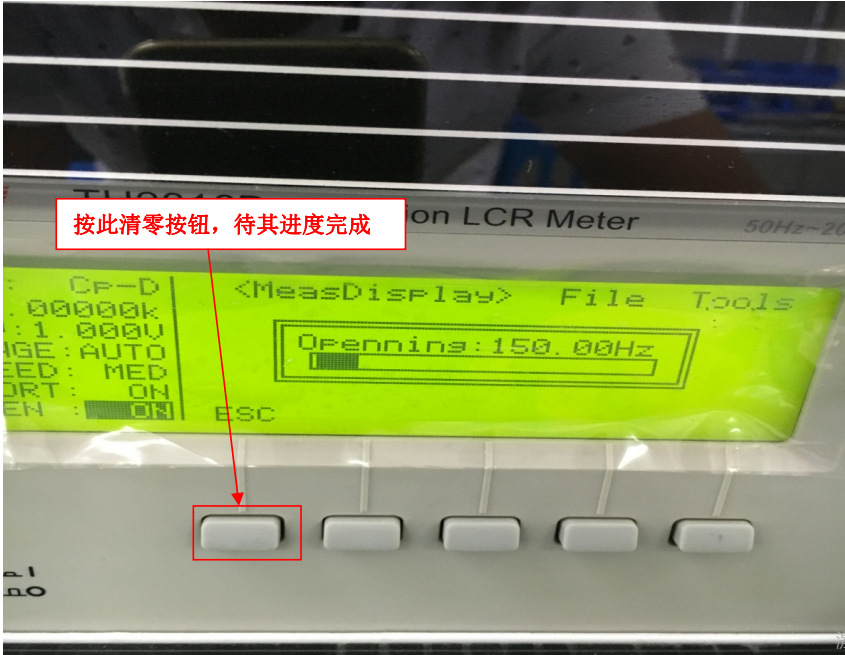 按此清零按钮，待其进度完成
ion LCR Meter
50Hz~20
: Cp-D
.00000k
:1.000V
GE:AUTO
EED: MED
ORT: ON
EN : ON
<MeasDisplay> File Tools
Openning:150.00Hz
ESC